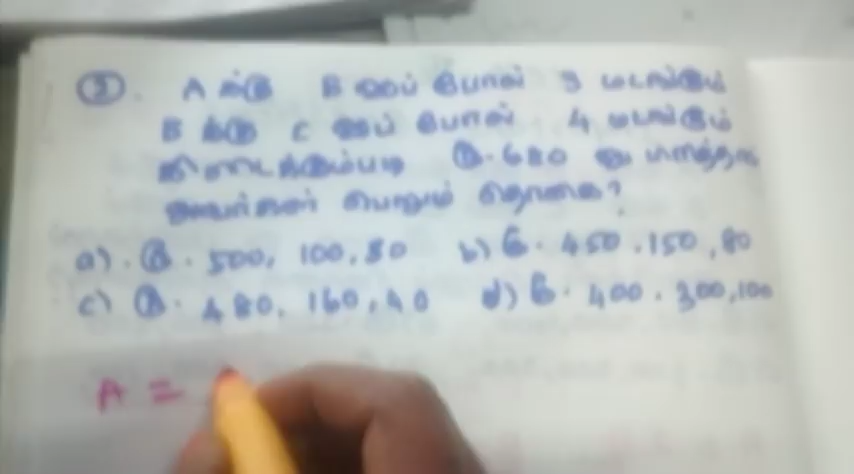 3. A க்கு B ஐப் போல் 3 மடங்கும்
B க்கு C ஐப் போல் 4 மடங்கும்
கிடைக்கும்படி ரூ. 680 ஐ
அவர்கள் பெறும் தொகை?
a). ரூ. 500, 100, 80 b) ரூ. 450, 150, 80
c) ரூ. 480, 160, 40 d) ரூ. 400, 300, 100
A =